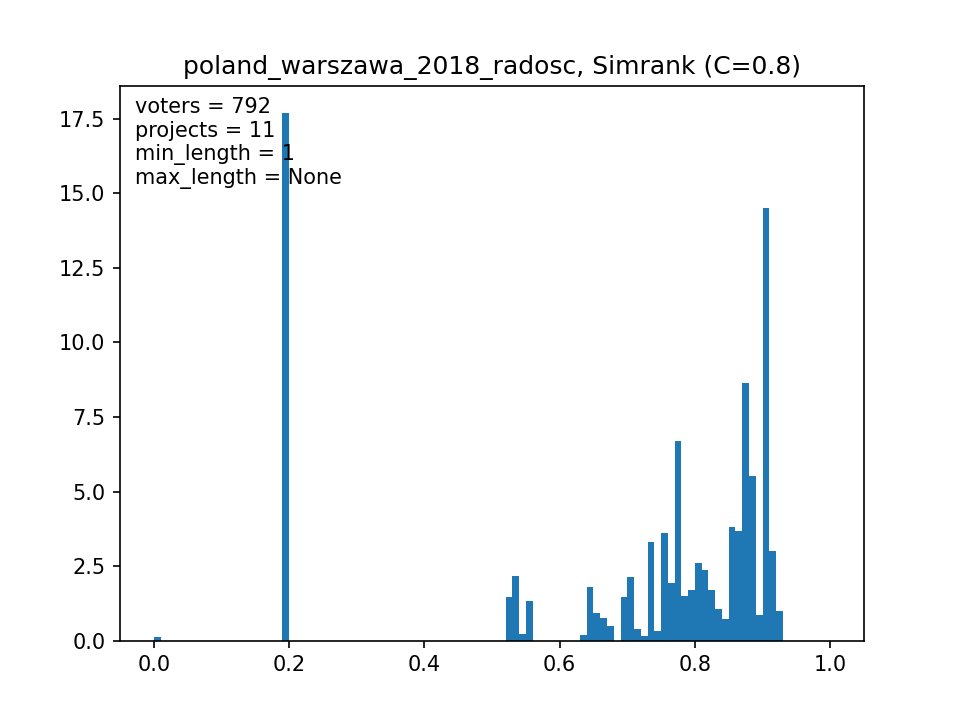 poland_warszawa_2018_radosc, Simrank (C=0.8)
voters = 792
projects = 11
min_length = 1
max_length = None
17.5
15.0
12.5
10.0
7.5
5.0
2.5
0.0
0.0 0.2 0.4 0.6 0.8 1.0